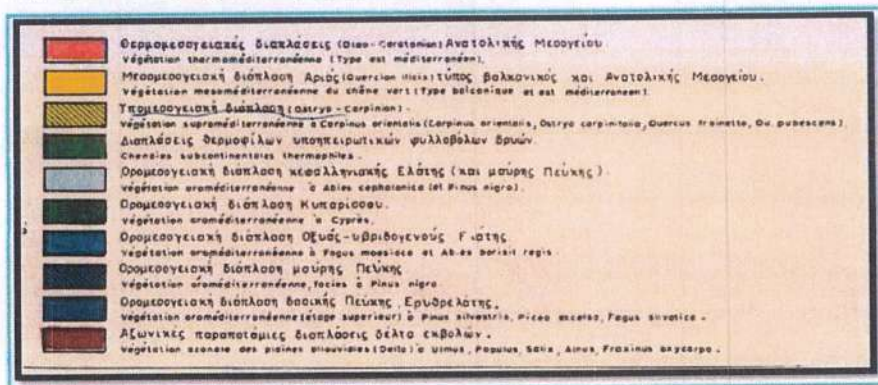 Θερμομεσογειακές διαπλάσεις (Oleo-Ceratonion) Ανατολικής Μεσογείου.
Végétation thermoméditerranéenne (Type est méditerranéen).
Μεσομεσογειακή διάπλαση Αριάς (Quercion ilicis) τύπος βαλκανικός και Ανατολικής Μεσογείου.
Végétation mesoméditerranéenne du chêne vert (Type balcanique et est méditerraneen).
Υπομεσογειακή διάπλαση (Ostryo-Carpinion).
Végétation supraméditerranéenne à Carpinus orientalis (Carpinus orientalis, Ostrya carpinifolia, Quercus frainetto, Qu. pubescens).
Διαπλάσεις θερμοφίλων υποηπειρωτικών φυλλοβόλων δρυών.
Chenaies subcontinentales thermophiles.
Ορομεσογειακή διάπλαση κεφαλληνιακής Ελάτης (και μαύρης Πεύκης).
Végétation oroméditerranéenne à Abies cephalonica (et Pinus nigra).
Ορομεσογειακή διάπλαση Κυπαρίσσου.
Végétation oroméditerranéenne à Cyprès.
Ορομεσογειακή διάπλαση Οξυάς-υβριδογενούς Ελάτης
Végétation oroméditerranéenne à Fagus moesiaca et Abies borisii regis.
Ορομεσογειακή διάπλαση μαύρης Πεύκης
Végétation oroméditerranéenne, facies à Pinus nigra
Ορομεσογειακή διάπλαση δασικής Πεύκης, Ερυθρελάτης.
Végétation oroméditerranéenne (étage superieur) à Pinus silvestris, Picea excelsa, Fagus silvatica.
Αζωνικές παραποτάμιες διαπλάσεις δέλτα εκβολών.
Végétation azonale des plaines alluviales (Delta) à Ulmus, Populus, Salix, Alnus, Fraxinus oxycarpa.